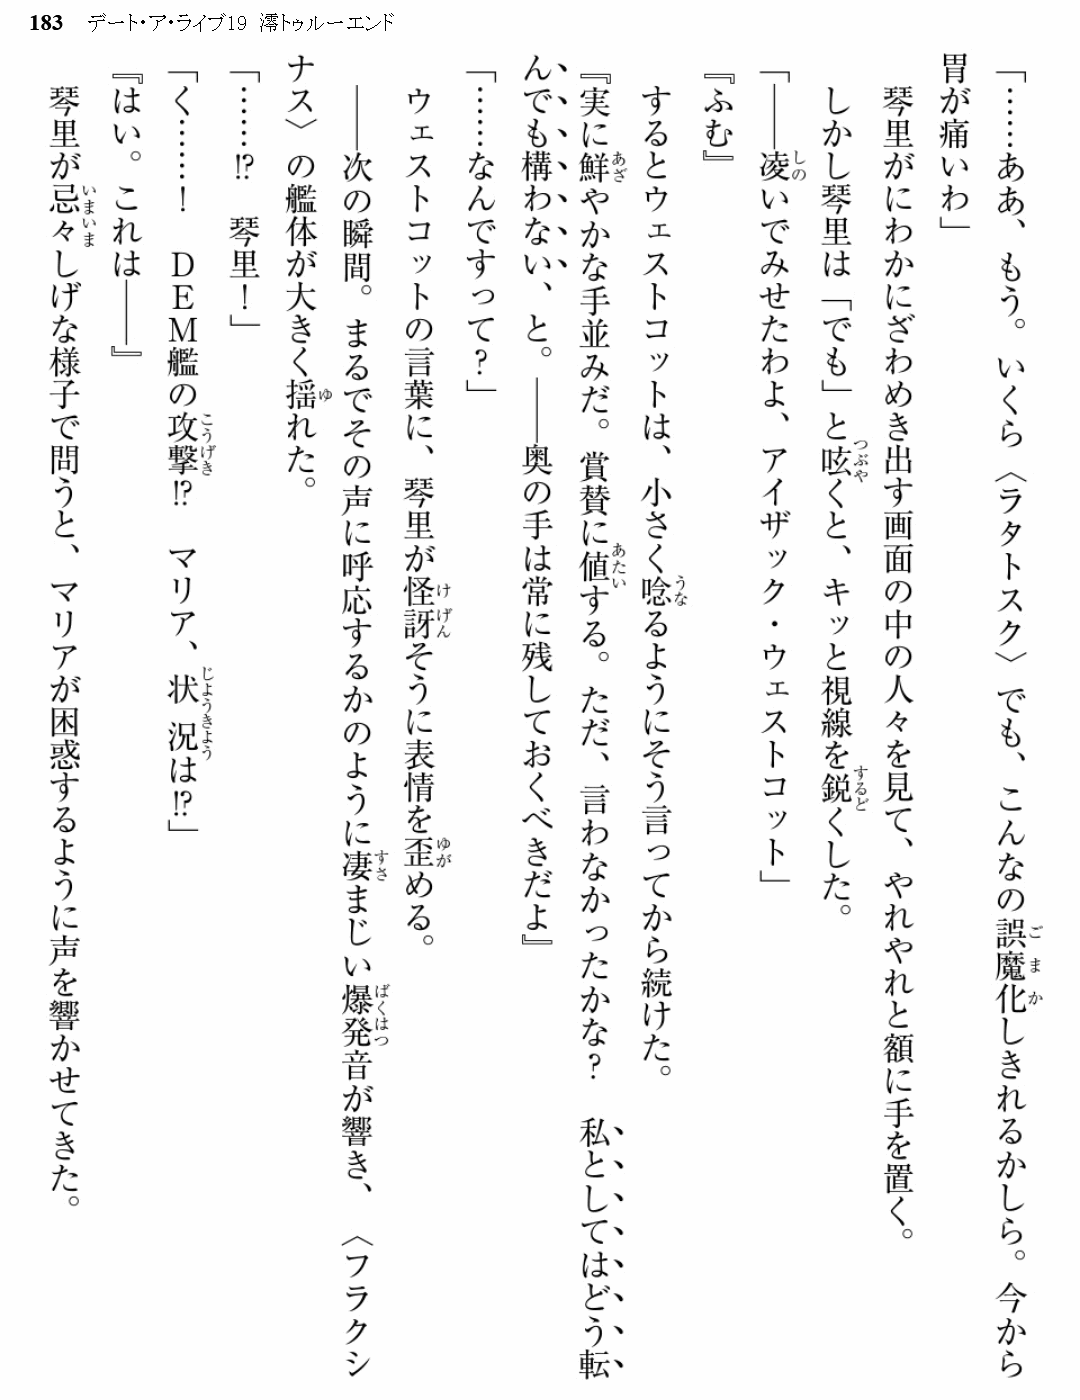 183 デート・ア・ライブ19 澪トゥルーエンド
「……ああ、もう。いくら〈ラタトスク〉でも、こんなの誤魔化しきれるかしら。今から
胃が痛いわ」
琴里がにわかにざわめき出す画面の中の人々を見て、やれやれと額に手を置く。
しかし琴里は「でも」と呟くと、キッと視線を鋭くした。
「――凌いでみせたわよ、アイザック・ウェストコット」
『ふむ』
するとウェストコットは、小さく唸るようにそう言ってから続けた。
『実に鮮やかな手並みだ。賞賛に値する。ただ、言わなかったかな? 私としてはどう転
んでも構わない、と。――奥の手は常に残しておくべきだよ』
「……なんですって?」
ウェストコットの言葉に、琴里が怪訝そうに表情を歪める。
――次の瞬間。まるでその声に呼応するかのように凄まじい爆発音が響き、〈フラクシ
ナス〉の艦体が大きく揺れた。
「……!? 琴里!」
「く……! DEM艦の攻撃!? マリア、状況は!?」
『はい。これは――』
琴里が忌々しげな様子で問うと、マリアが困惑するように声を響かせてきた。